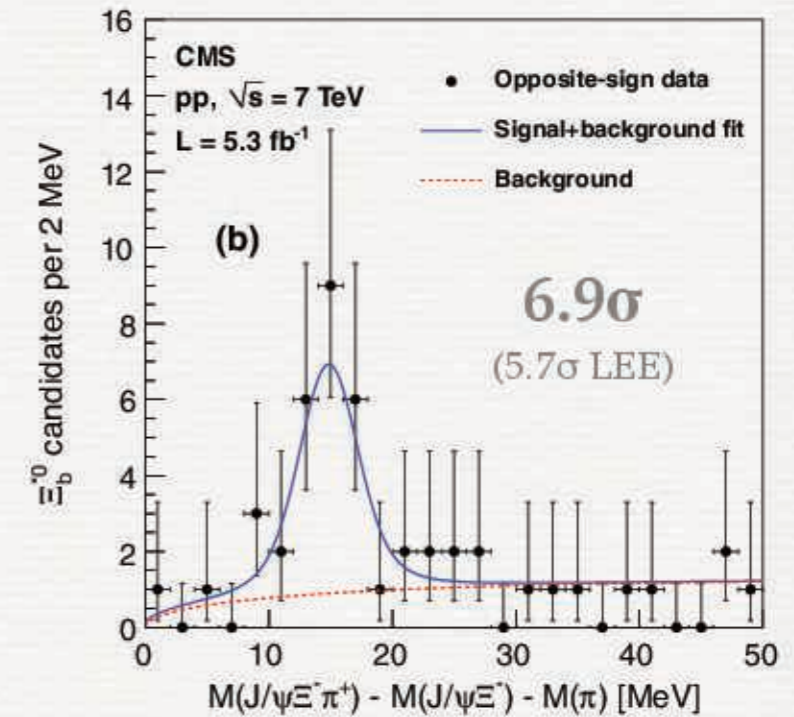 16
14
12
10
8
6
4
2
0
Ξb*0 candidates per 2 MeV
CMS
pp, √s = 7 TeV
L = 5.3 fb-1
Opposite-sign data
Signal+background fit
Background
(b)
6.9σ
(5.7σ LEE)
0 10 20 30 40 50
M(J/ψΞ-π+) - M(J/ψΞ-) - M(π) [MeV]